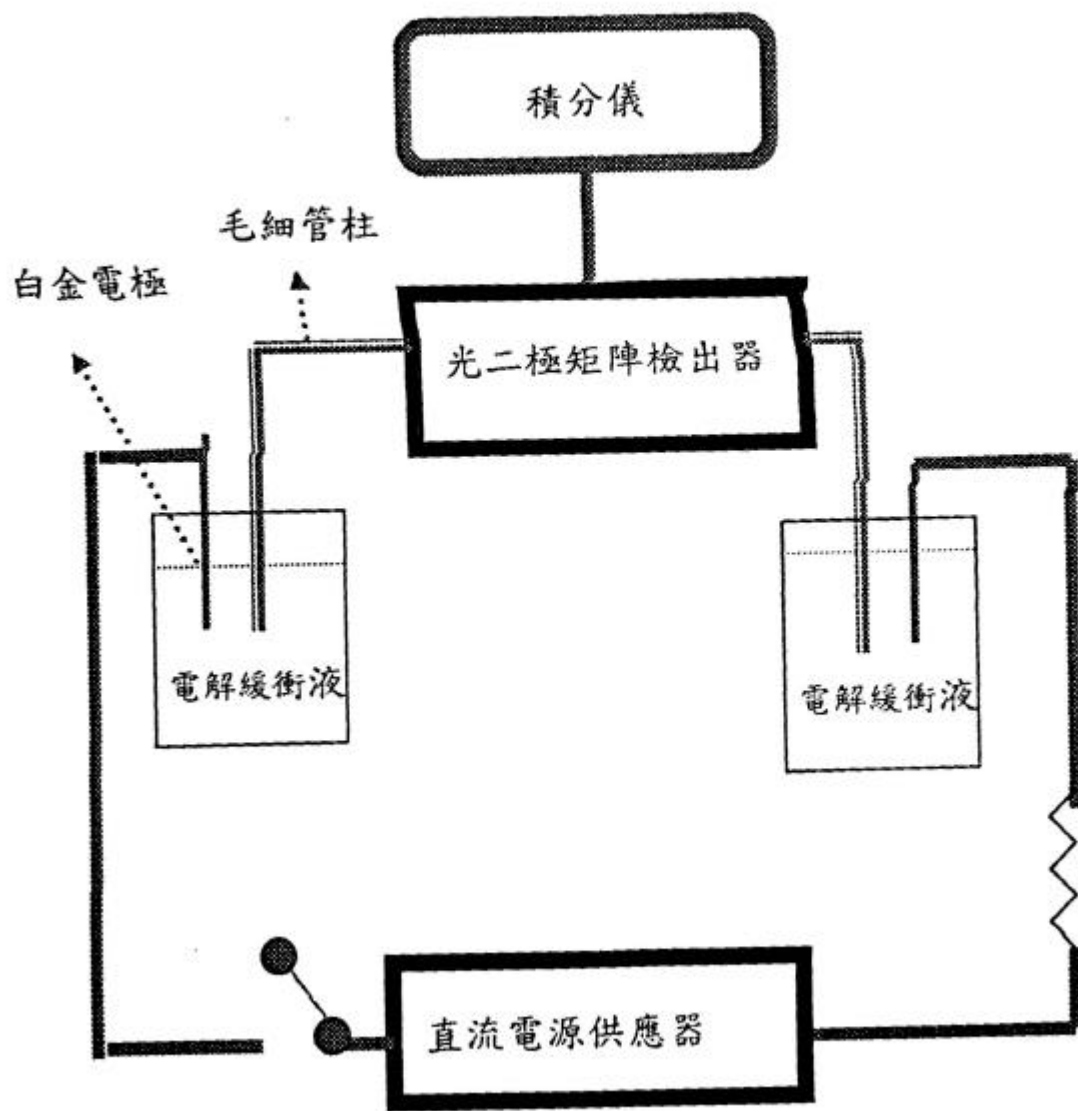 積分儀
毛細管柱
白金電極
光二極矩陣檢出器
電解緩衝液
電解緩衝液
直流電源供應器